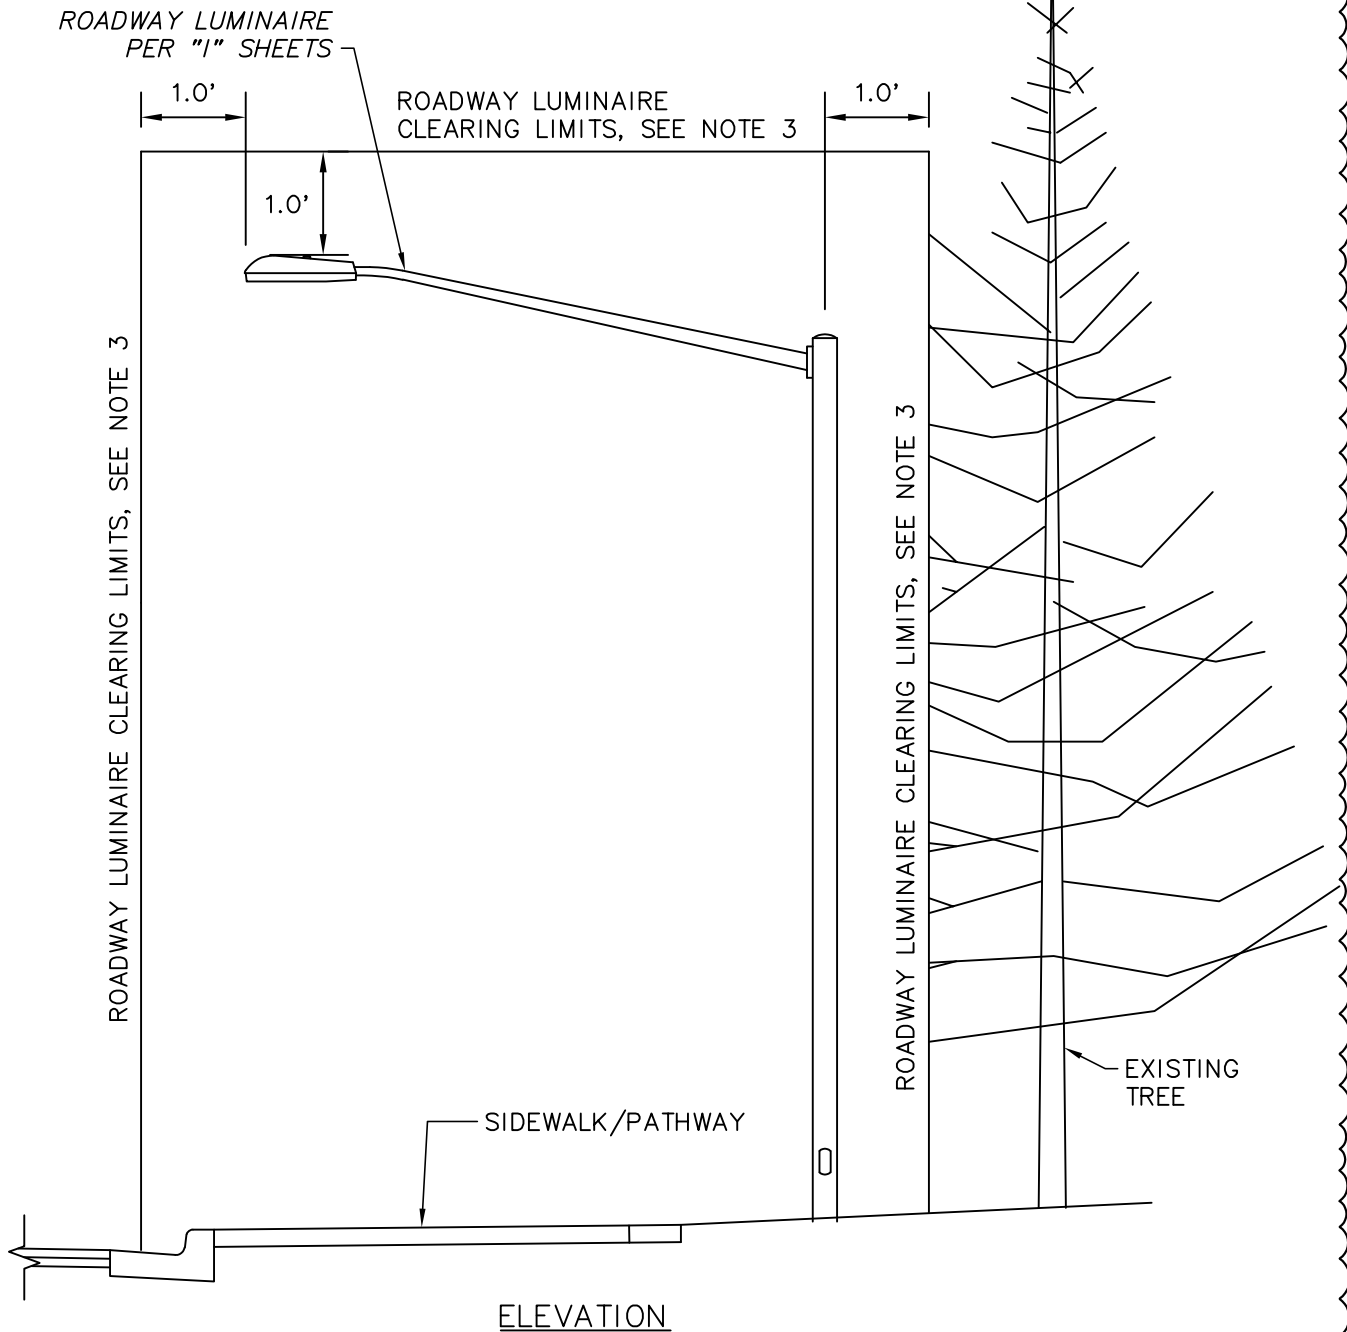 ROADWAY LUMINAIRE
PER "I" SHEETS
1.0'
ROADWAY LUMINAIRE
CLEARING LIMITS, SEE NOTE 3
1.0'
1.0'
ROADWAY LUMINAIRE CLEARING LIMITS, SEE NOTE 3
ROADWAY LUMINAIRE CLEARING LIMITS, SEE NOTE 3
EXISTING
TREE
SIDEWALK/PATHWAY
ELEVATION